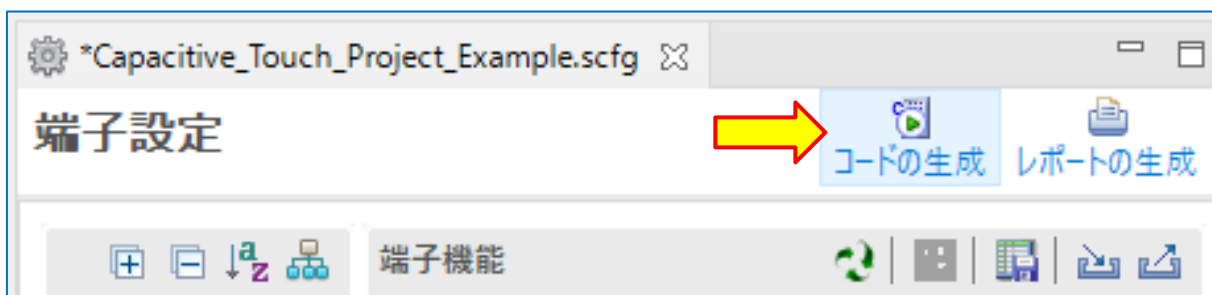 *Capacitive_Touch_Project_Example.scfg
端子設定
コードの生成 レポートの生成
端子機能